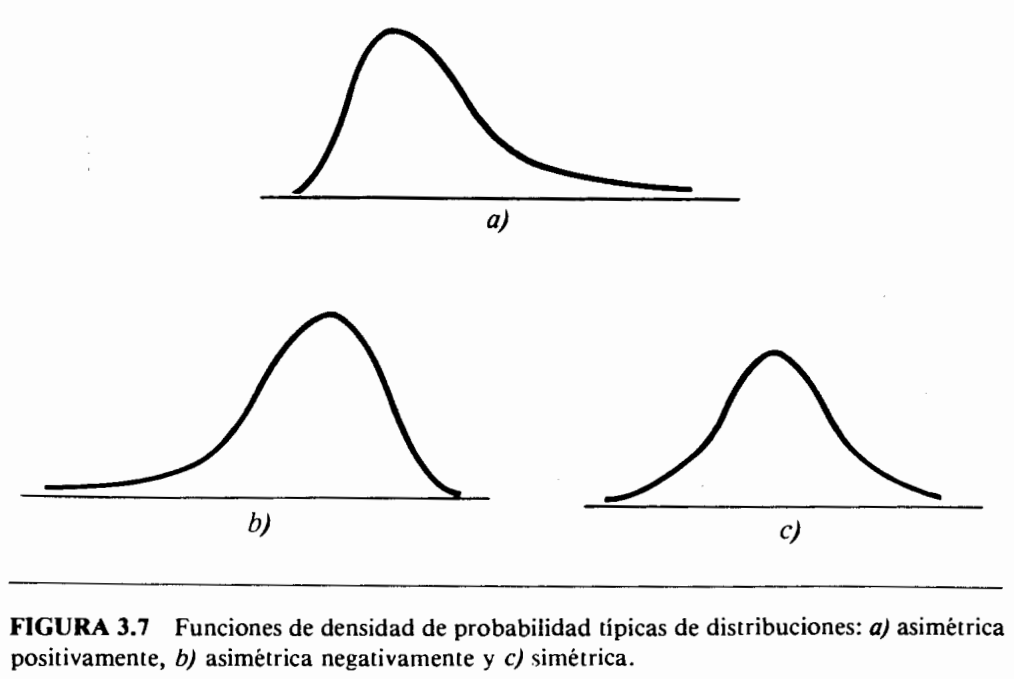 a)
b)
c)
FIGURA 3.7 Funciones de densidad de probabilidad típicas de distribuciones: a) asimétrica
positivamente, b) asimétrica negativamente y c) simétrica.